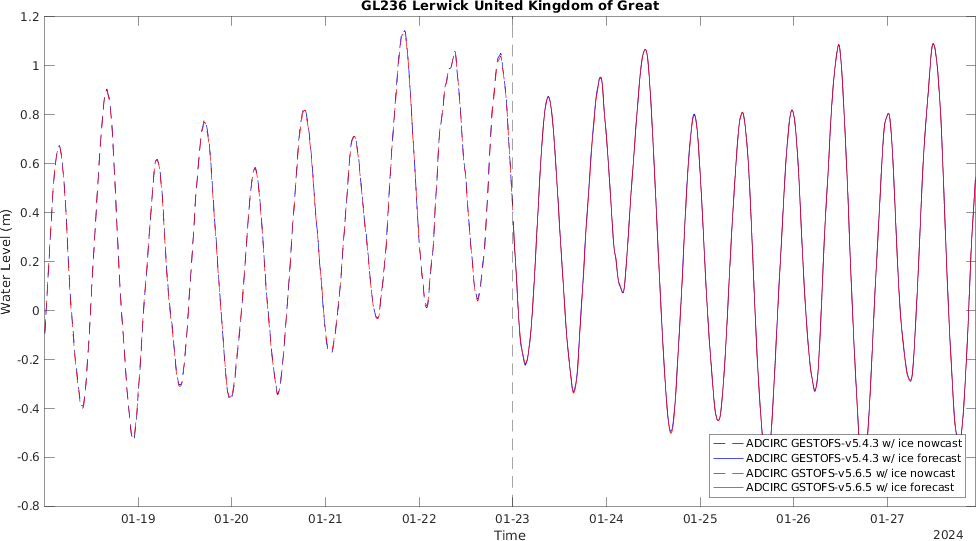 GL236 Lerwick United Kingdom of Great
1.2
1
0.8
0.6
0.4
0.2
0
-0.2
-0.4
-0.6
-0.8
Water Level (m)
01-19 01-20 01-21 01-22 01-23 01-24 01-25 01-26 01-27
Time
2024
ADCIRC GESTOFS-v5.4.3 w/ ice nowcast
ADCIRC GESTOFS-v5.4.3 w/ ice forecast
ADCIRC GSTOFS-v5.6.5 w/ ice nowcast
ADCIRC GSTOFS-v5.6.5 w/ ice forecast